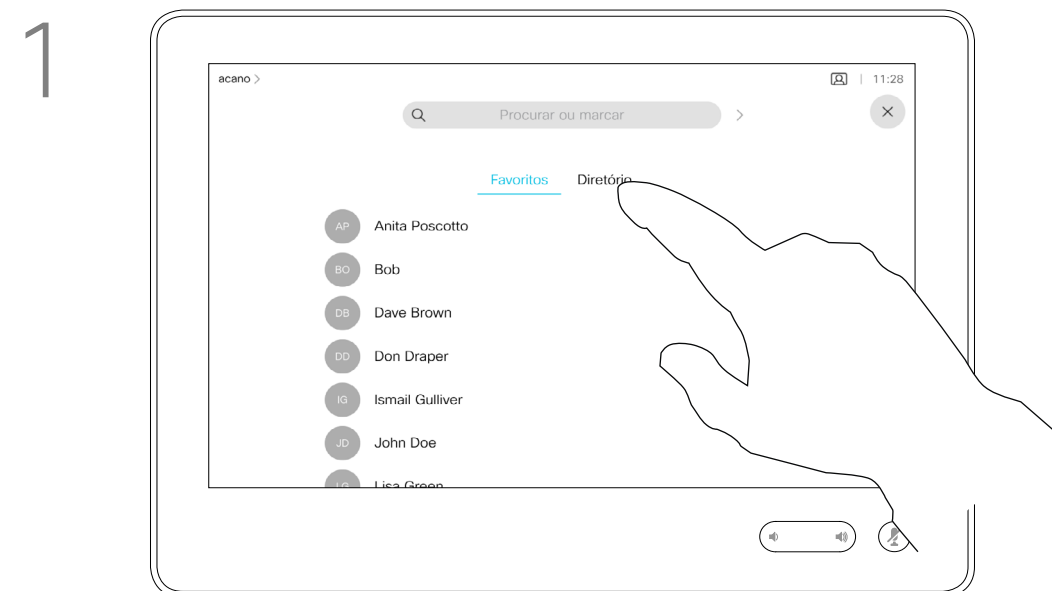 1
acano > | 11:28
Procurar ou marcar >
Favoritos Diretório
AP Anita Poscotto
BO Bob
DB Dave Brown
DD Don Draper
IG Ismail Gulliver
JD John Doe
LG Lisa Green